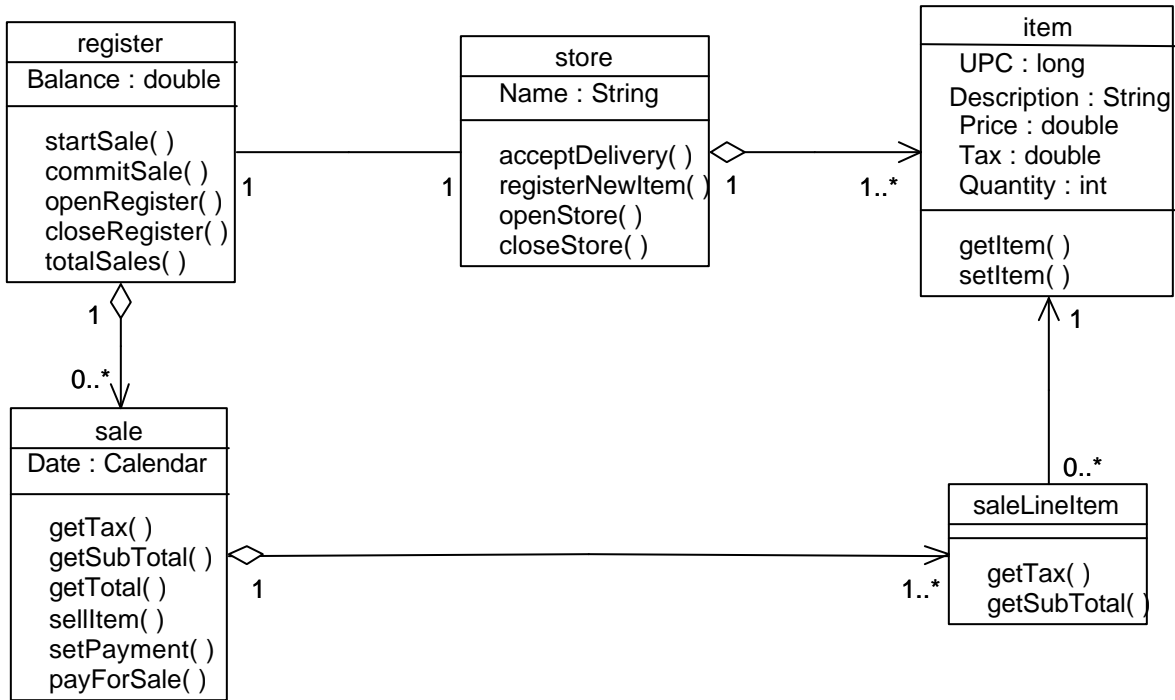 register
Balance : double
startSale( )
commitSale( )
openRegister( )
closeRegister( )
totalSales( )
1
1
store
Name : String
acceptDelivery( )
registerNewItem( )
openStore( )
closeStore( )
1
1..*
item
UPC : long
Description : String
Price : double
Tax : double
Quantity : int
getItem( )
setItem( )
1
0..*
1
0..*
sale
Date : Calendar
getTax( )
getSubTotal( )
getTotal( )
sellItem( )
setPayment( )
payForSale( )
1
1..*
saleLineItem
getTax( )
getSubTotal( )